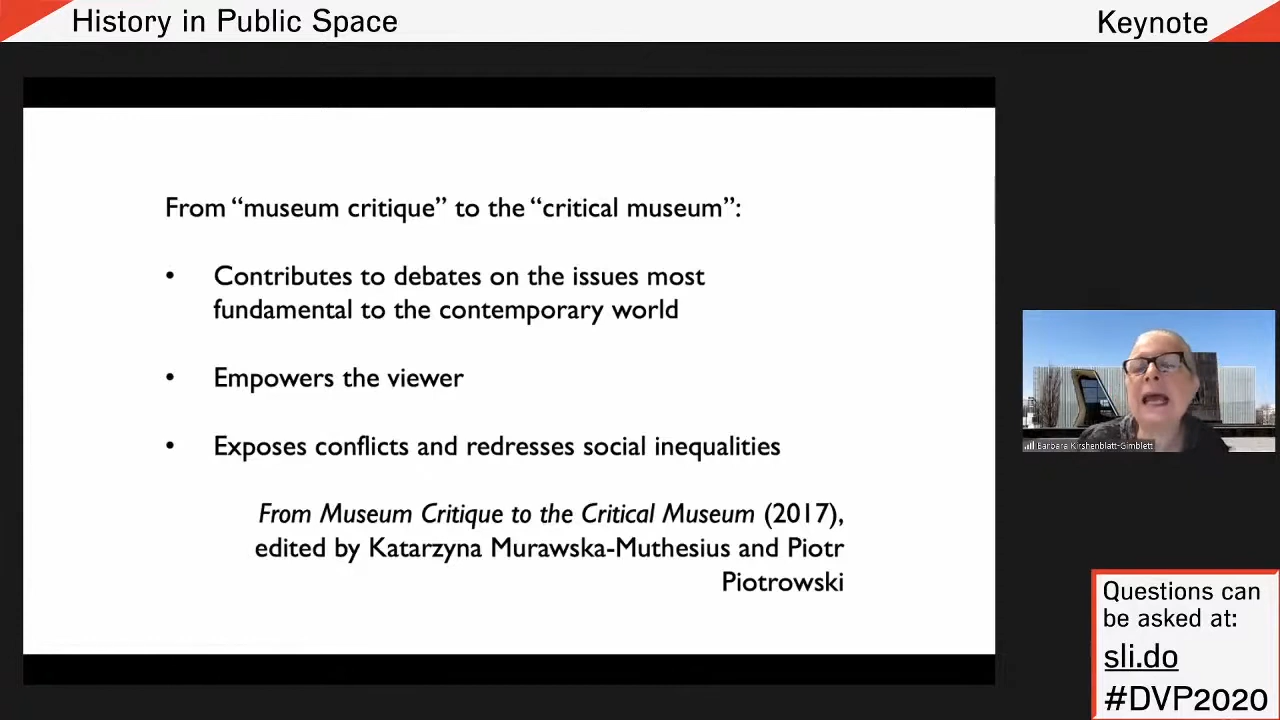 History in Public Space
Keynote
From “museum critique” to the “critical museum”:
• Contributes to debates on the issues most
fundamental to the contemporary world
• Empowers the viewer
• Exposes conflicts and redresses social inequalities
From Museum Critique to the Critical Museum (2017),
edited by Katarzyna Murawska-Muthesius and Piotr
Piotrowski
Barbara Kirshenblatt-Gimblett
Questions can
be asked at:
sli.do
#DVP2020